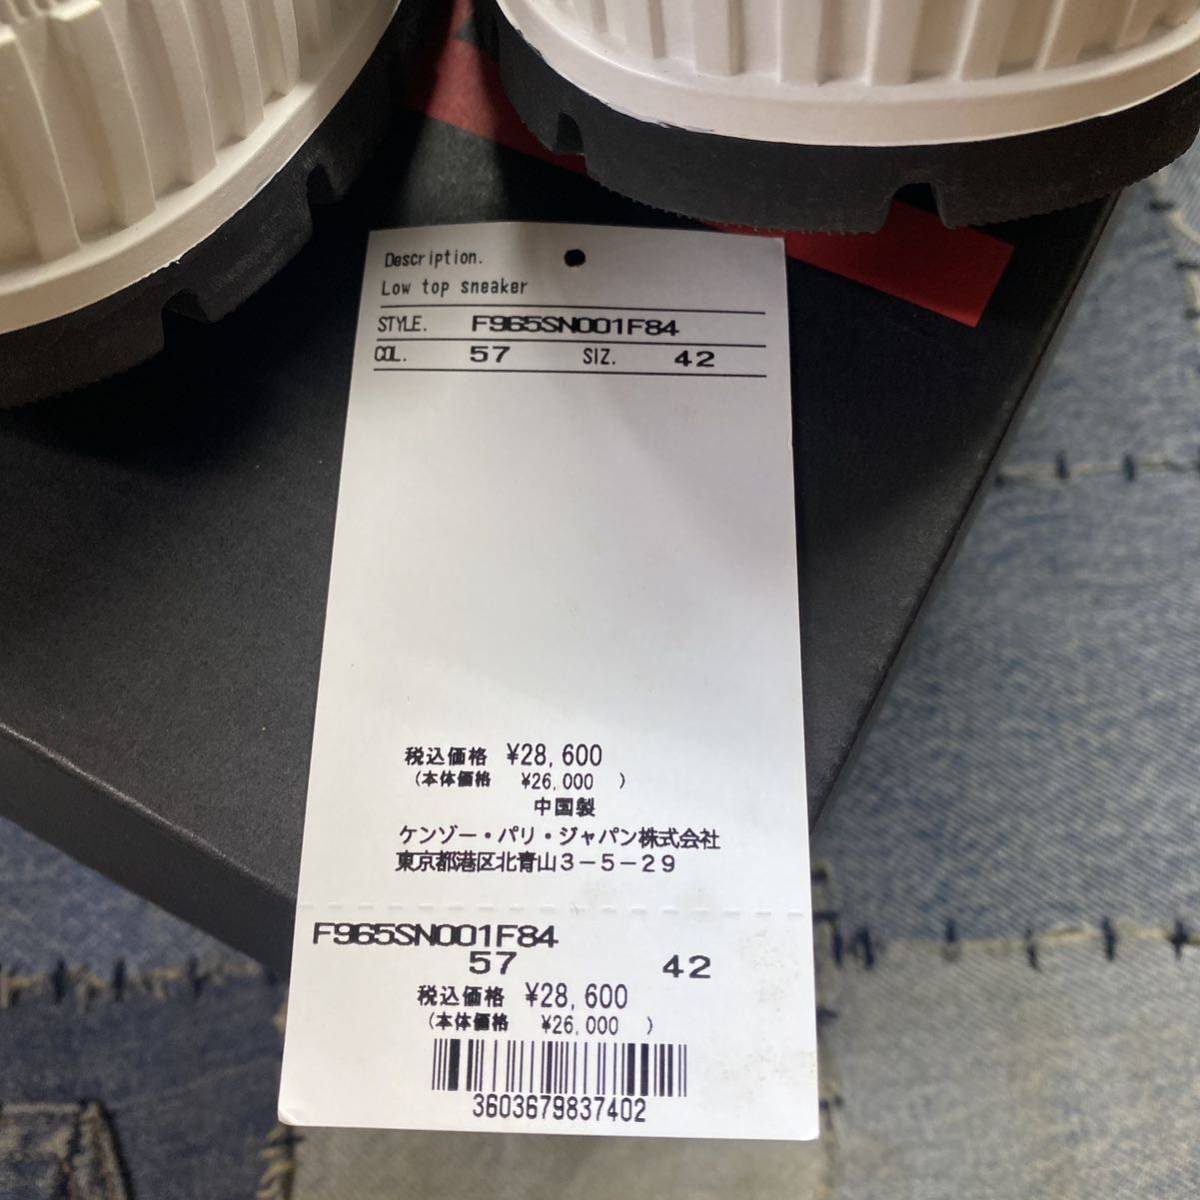 Description.
Low top sneaker
STYLE. F965SN001F84
COL. 57 SIZ. 42
税込価格 ¥28,600
(本体価格 ¥26,000 )
中国製
ケンゾー・パリ・ジャパン株式会社
東京都港区北青山3-5-29
F965SN001F84
57 42
税込価格 ¥28,600
(本体価格 ¥26,000 )
3603679837402